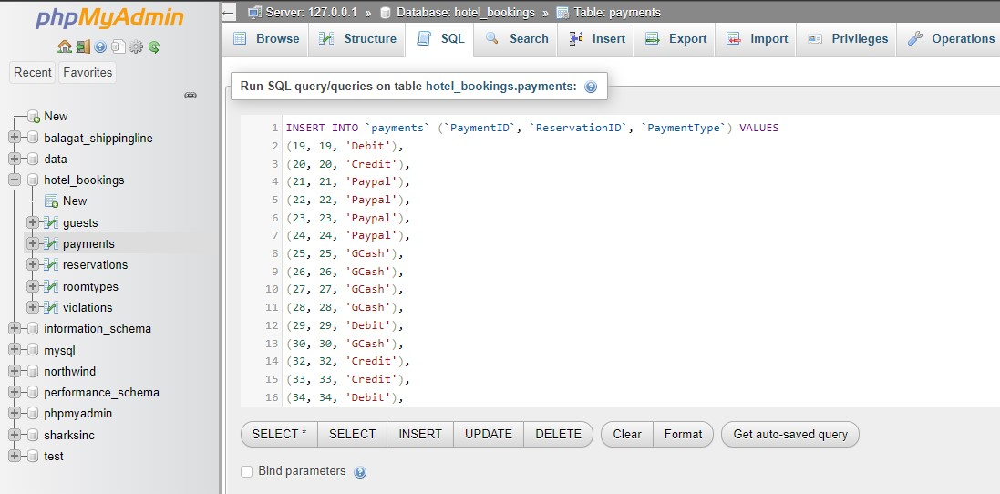 phpMyAdmin
Recent Favorites
New
balagat_shippingline
data
hotel_bookings
New
guests
payments
reservations
roomtypes
violations
information_schema
mysql
northwind
performance_schema
phpmyadmin
sharksinc
test
Server: 127.0.0.1 » Database: hotel_bookings » Table: payments
Browse Structure SQL Search Insert Export Import Privileges Operations
Run SQL query/queries on table hotel_bookings.payments:
1 INSERT INTO `payments` (`PaymentID`, `ReservationID`, `PaymentType`) VALUES
2 (19, 19, 'Debit'),
3 (20, 20, 'Credit'),
4 (21, 21, 'Paypal'),
5 (22, 22, 'Paypal'),
6 (23, 23, 'Paypal'),
7 (24, 24, 'Paypal'),
8 (25, 25, 'GCash'),
9 (26, 26, 'GCash'),
10 (27, 27, 'GCash'),
11 (28, 28, 'GCash'),
12 (29, 29, 'Debit'),
13 (30, 30, 'GCash'),
14 (32, 32, 'Credit'),
15 (33, 33, 'Credit'),
16 (34, 34, 'Debit'),
SELECT * SELECT INSERT UPDATE DELETE Clear Format Get auto-saved query
Bind parameters